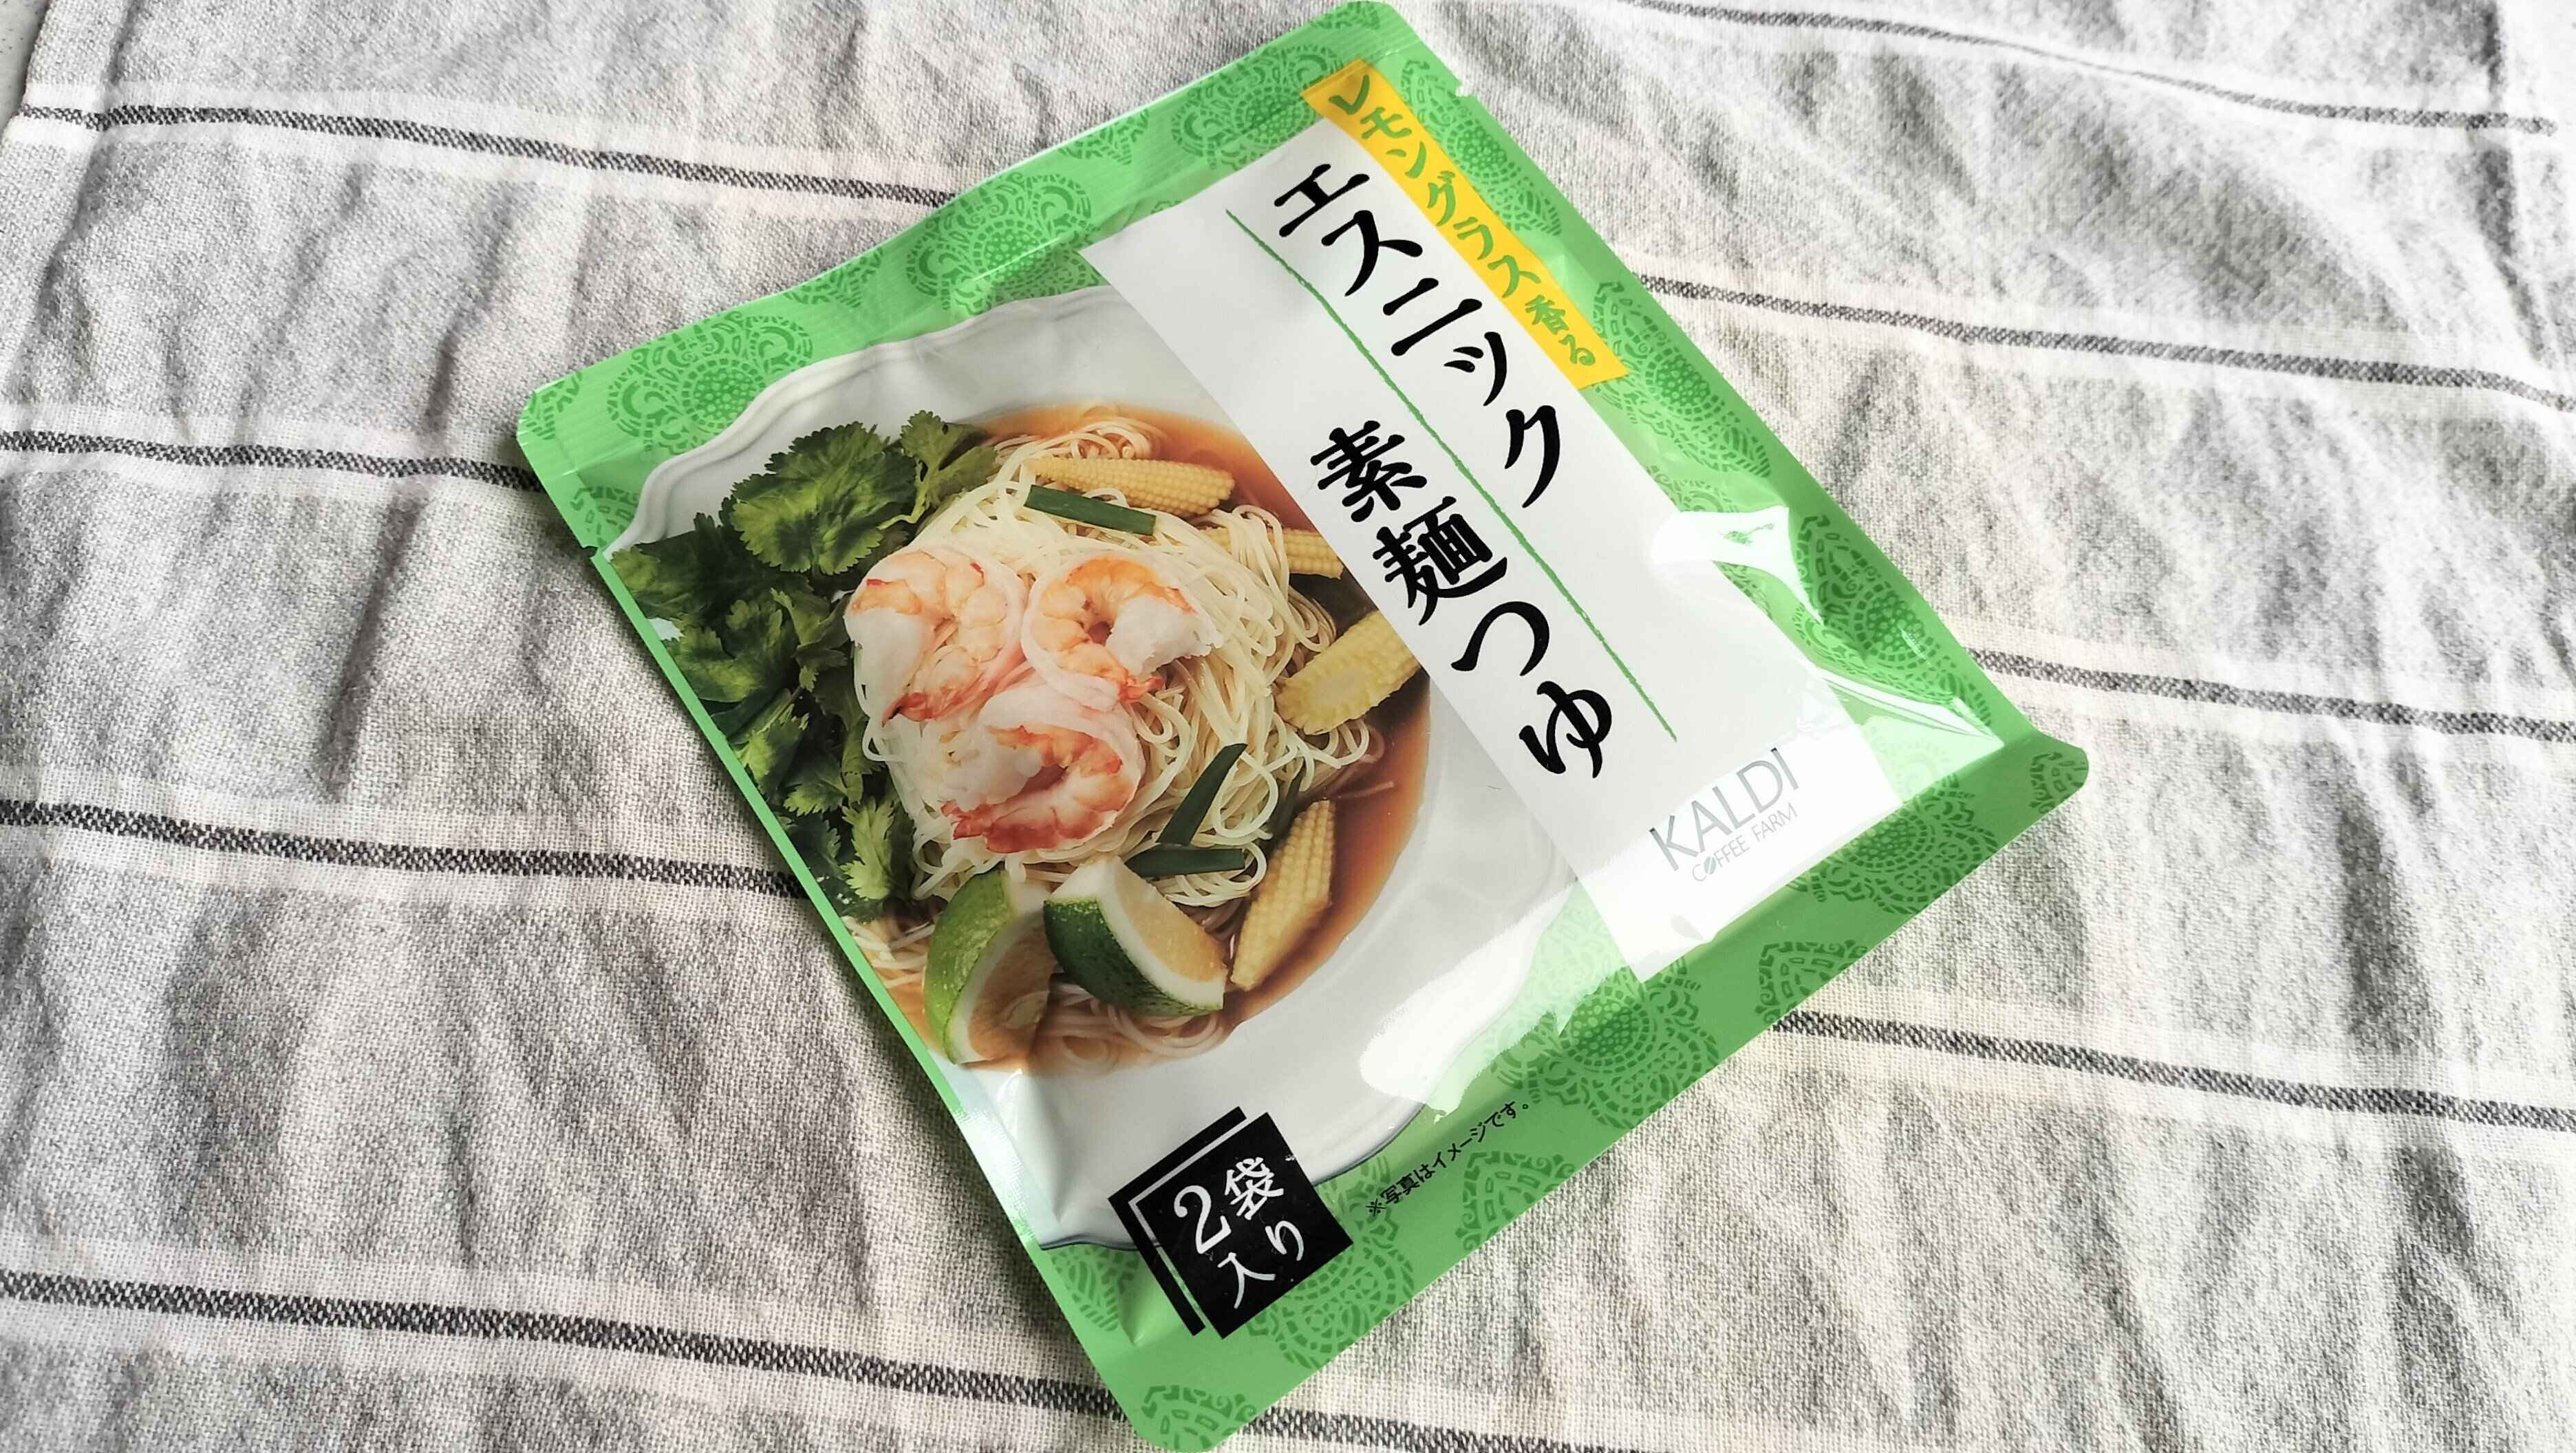 レモングラス香る
エスニック
素麺つゆ
KALDI
COFFEE FARM
※写真はイメージです。
2袋
入り